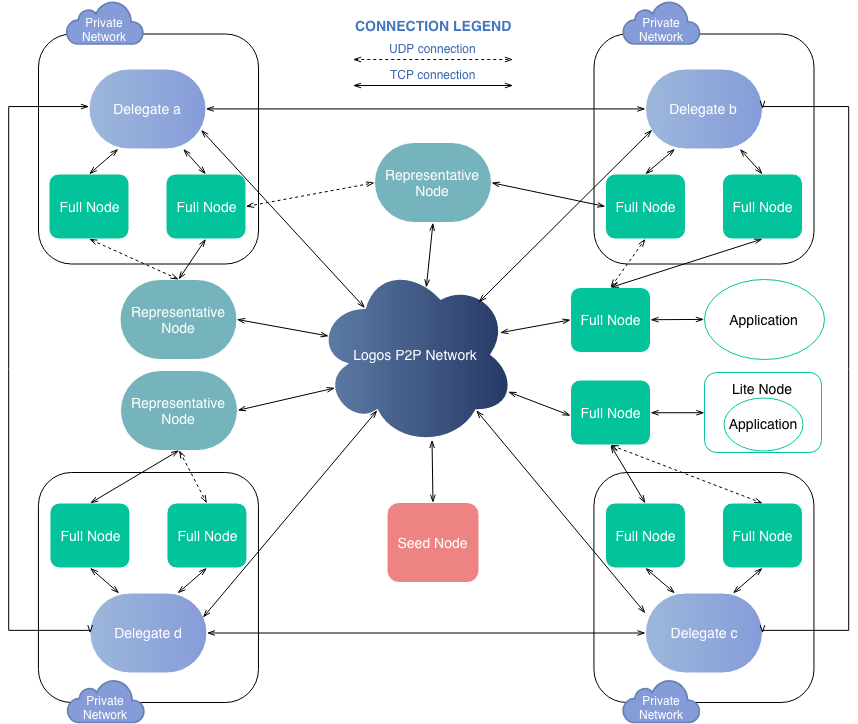 Private
Network
CONNECTION LEGEND
UDP connection
TCP connection
Private
Network
Delegate a
Delegate b
Full Node
Full Node
Representative
Node
Full Node
Full Node
Representative
Node
Logos P2P Network
Full Node
Application
Representative
Node
Full Node
Lite Node
Application
Full Node
Full Node
Seed Node
Full Node
Full Node
Delegate d
Delegate c
Private
Network
Private
Network